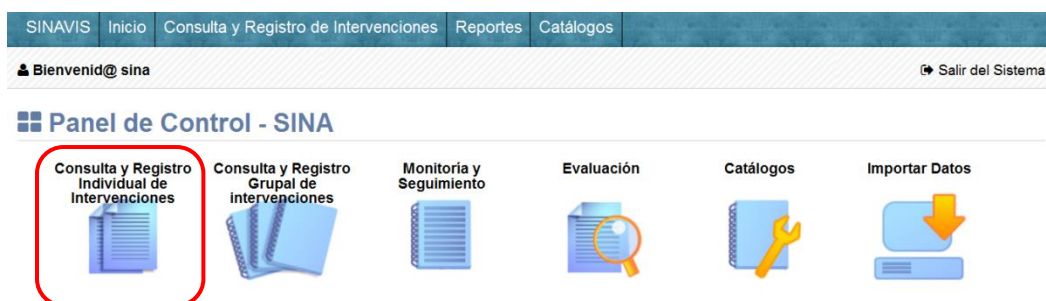 SINAVIS Inicio Consulta y Registro de Intervenciones Reportes Catálogos
Bienvenid@ sina Salir del Sistema
Panel de Control - SINA
Consulta y Registro
Individual de
Intervenciones
Consulta y Registro
Grupal de
intervenciones
Monitoría y
Seguimiento
Evaluación
Catálogos
Importar Datos